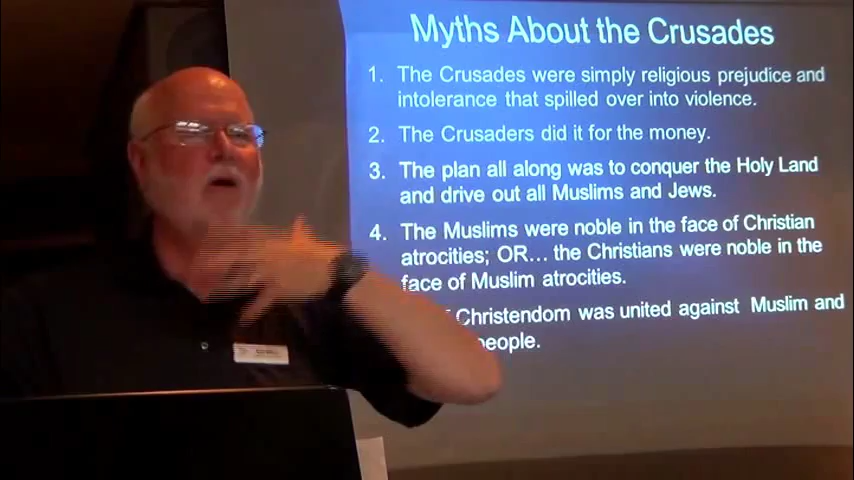 Myths About the Crusades
1. The Crusades were simply religious prejudice and
intolerance that spilled over into violence.
2. The Crusaders did it for the money.
3. The plan all along was to conquer the Holy Land
and drive out all Muslims and Jews.
4. The Muslims were noble in the face of Christian
atrocities; OR... the Christians were noble in the
face of Muslim atrocities.
Christendom was united against Muslim and
people.